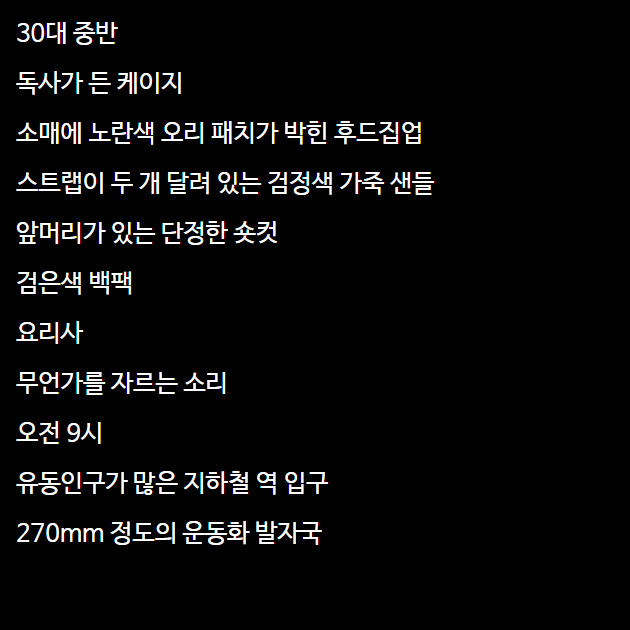 30대 중반
독사가 든 케이지
소매에 노란색 오리 패치가 박힌 후드집업
스트랩이 두 개 달려 있는 검정색 가죽 샌들
앞머리가 있는 단정한 숏컷
검은색 백팩
요리사
무언가를 자르는 소리
오전 9시
유동인구가 많은 지하철 역 입구
270mm 정도의 운동화 발자국